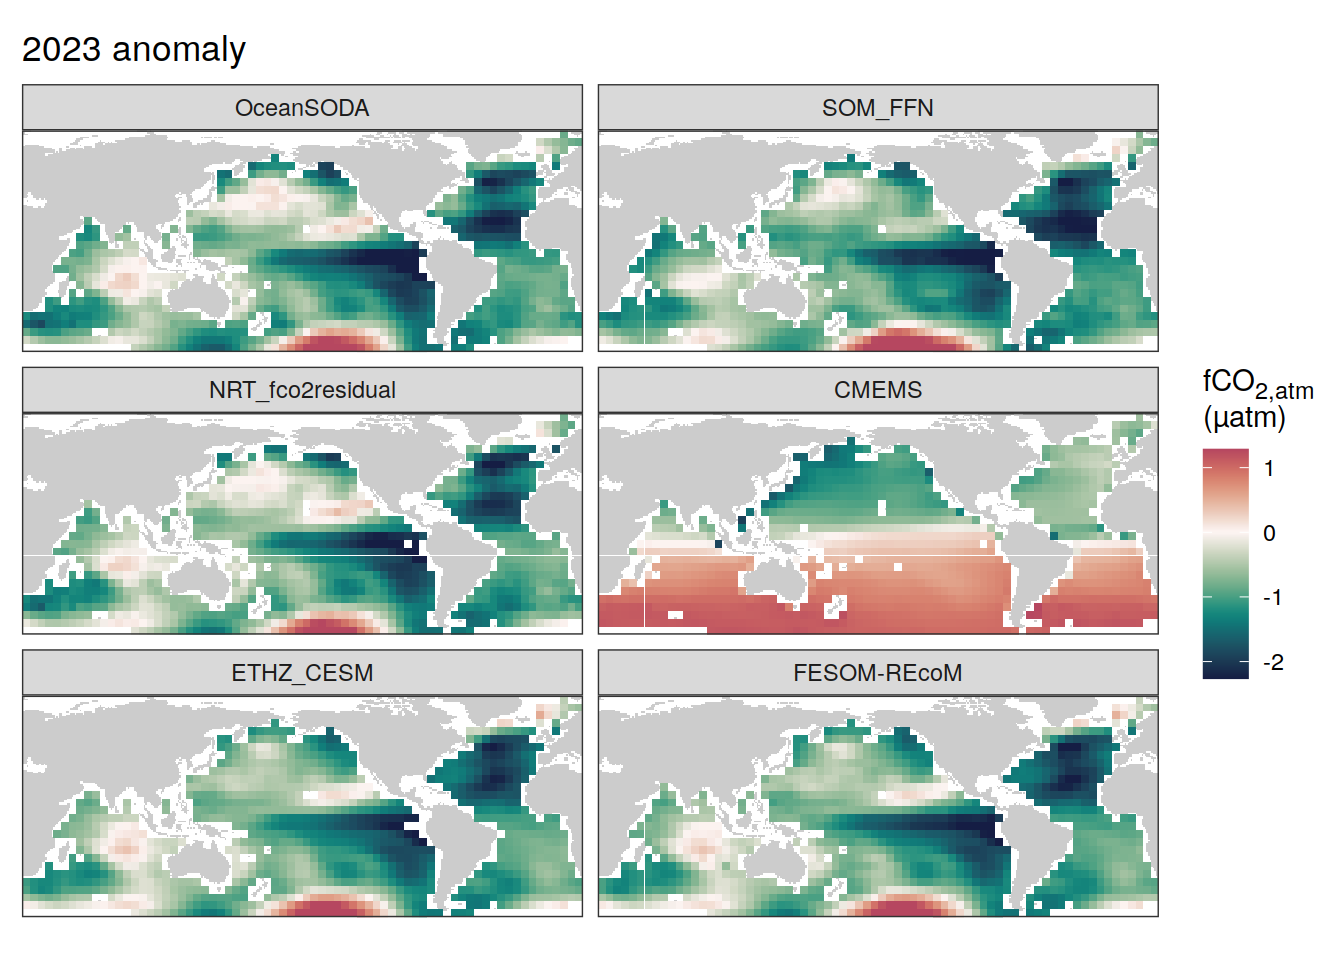 2023 anomaly
OceanSODA
SOM_FFN
NRT_fco2residual
CMEMS
ETHZ_CESM
FESOM-REcoM
fCO2,atm
(µatm)
1
0
-1
-2